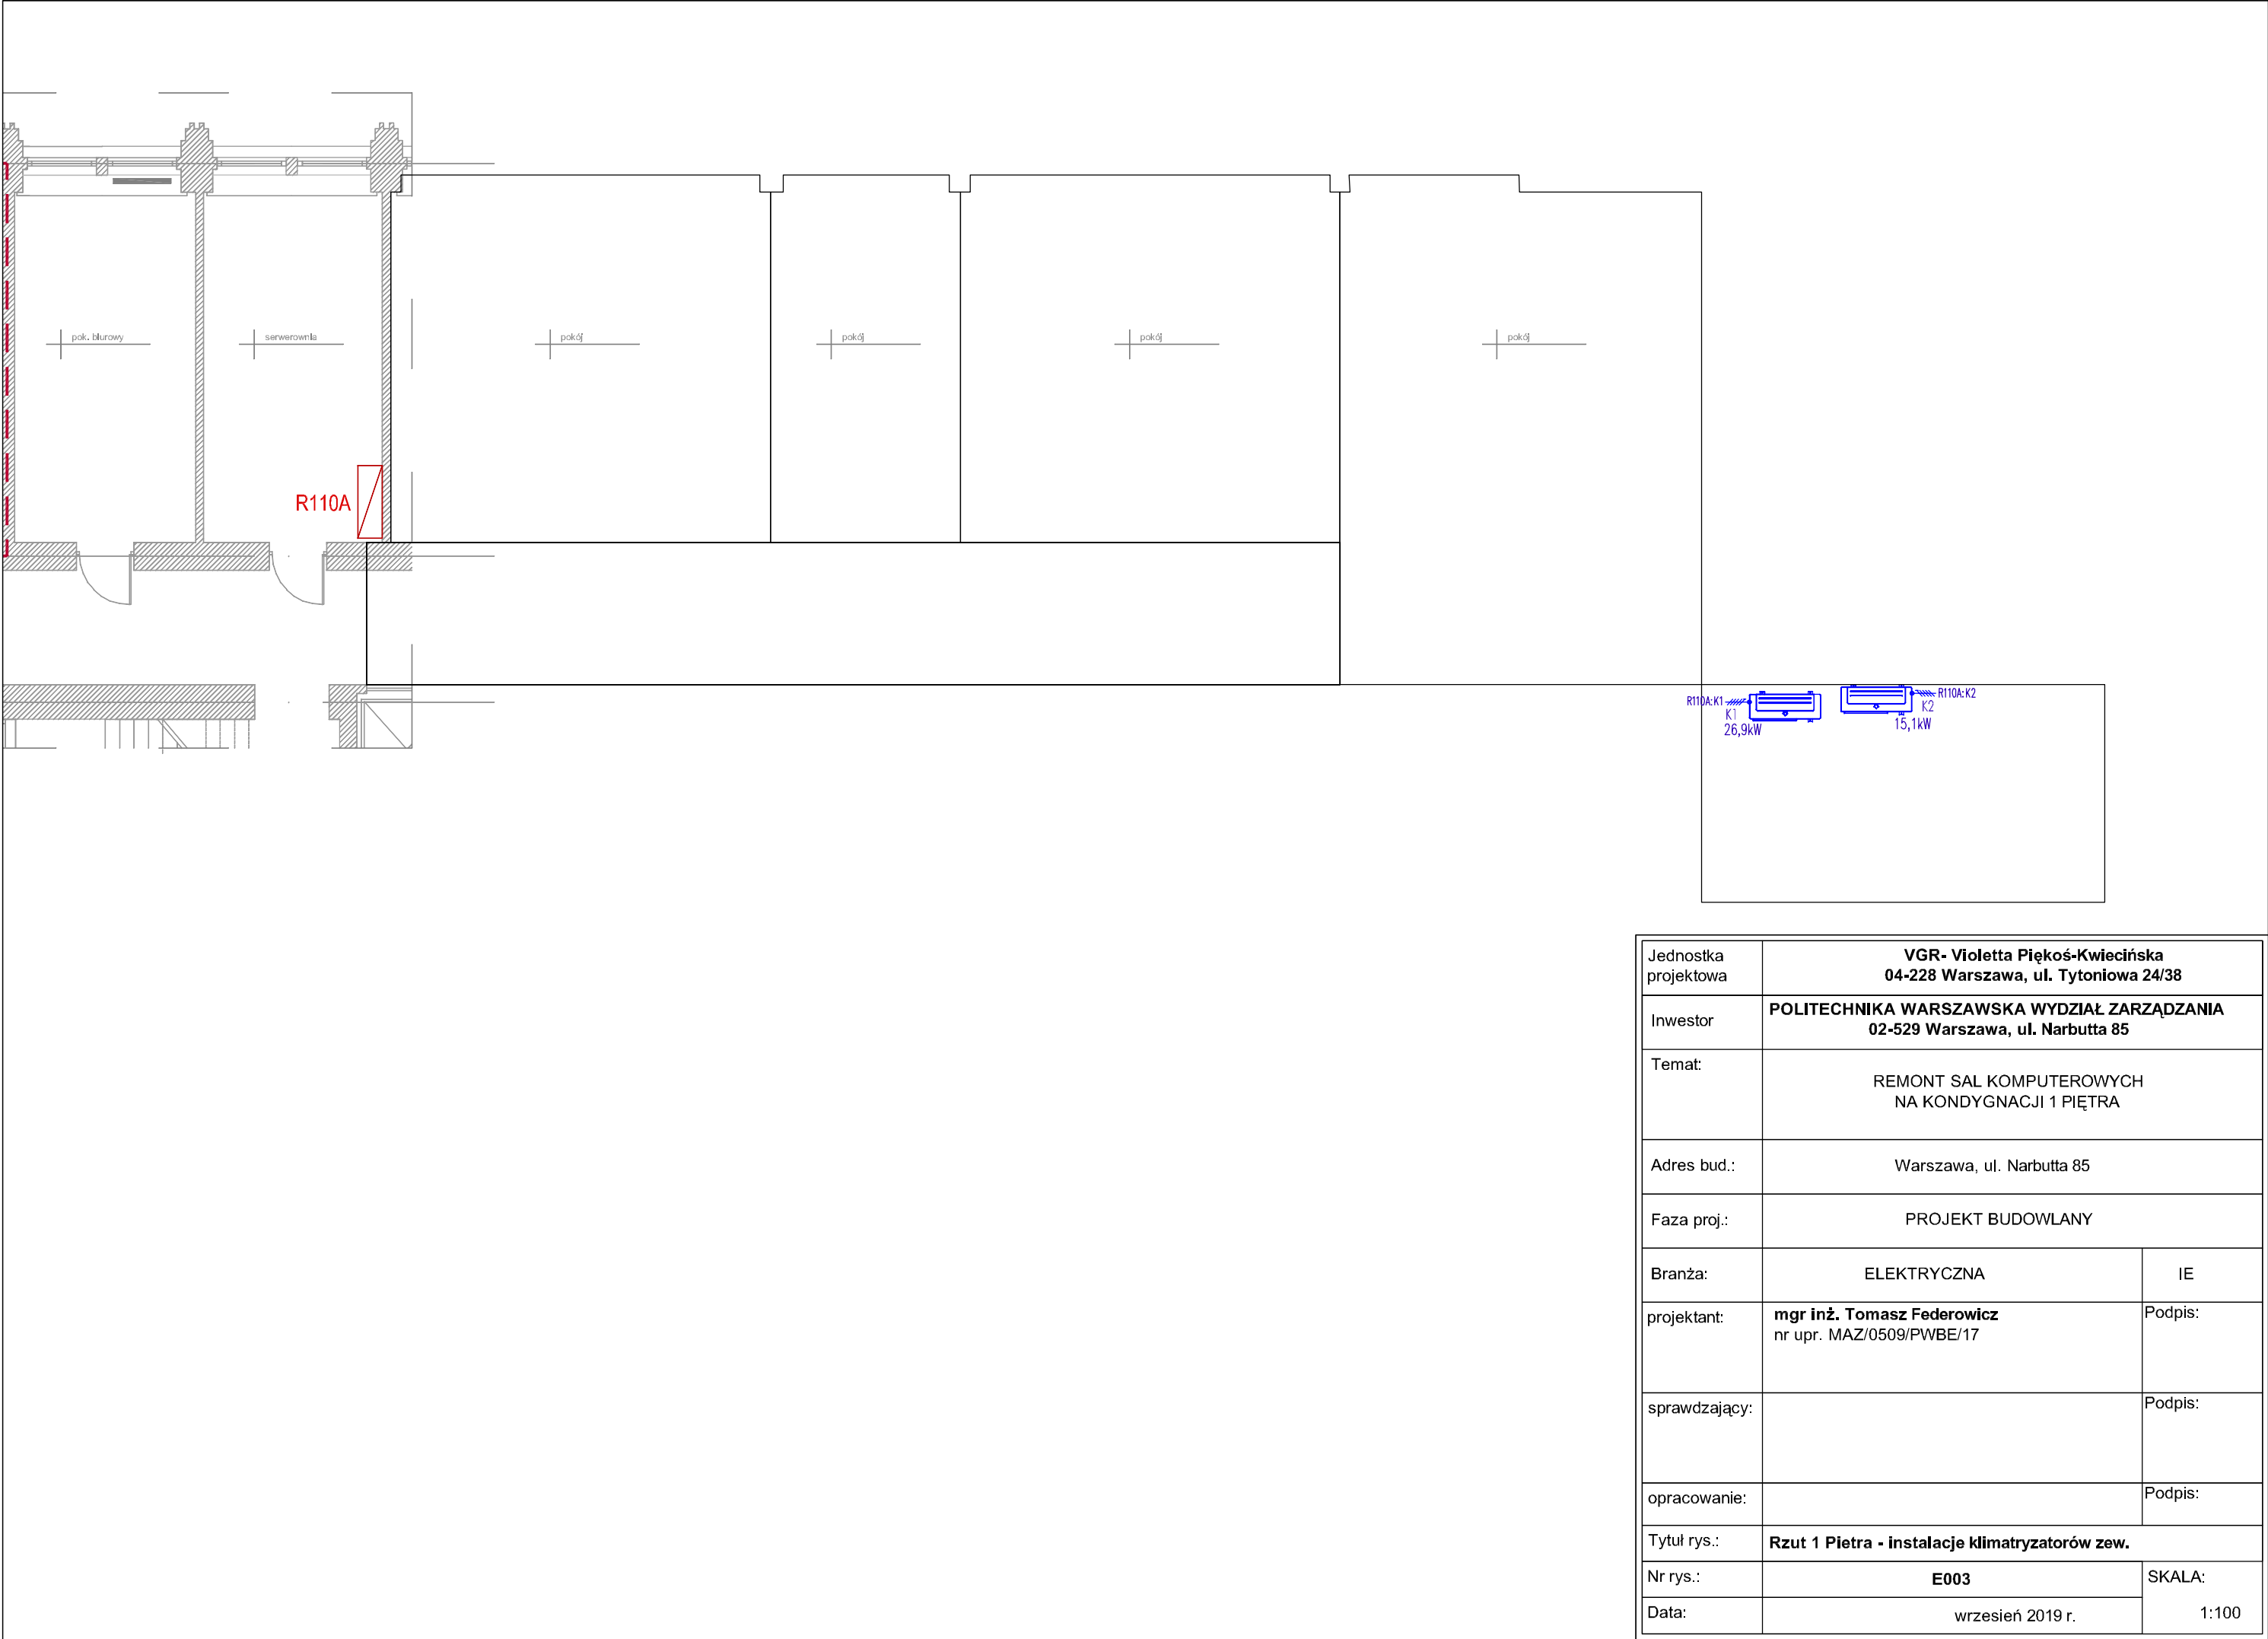 pok. biurowy
serwerownia
pokój
pokój
pokój
pokój
R110A
R110A:K1
K1
26,9kW
R110A:K2
K2
15,1kW
Jednostka projektowa
VGR- Violetta Piękoś-Kwiecińska
04-228 Warszawa, ul. Tytoniowa 24/38
Inwestor
POLITECHNIKA WARSZAWSKA WYDZIAŁ ZARZĄDZANIA
02-529 Warszawa, ul. Narbutta 85
Temat:
REMONT SAL KOMPUTEROWYCH
NA KONDYGNACJI 1 PIĘTRA
Adres bud.:
Warszawa, ul. Narbutta 85
Faza proj.:
PROJEKT BUDOWLANY
Branża:
ELEKTRYCZNA
IE
projektant:
mgr inż. Tomasz Federowicz
nr upr. MAZ/0509/PWBE/17
Podpis:
sprawdzający:
Podpis:
opracowanie:
Podpis:
Tytuł rys.:
Rzut 1 Pietra - instalacje klimatryzatorów zew.
Nr rys.:
E003
SKALA:
Data:
wrzesień 2019 r.
1:100